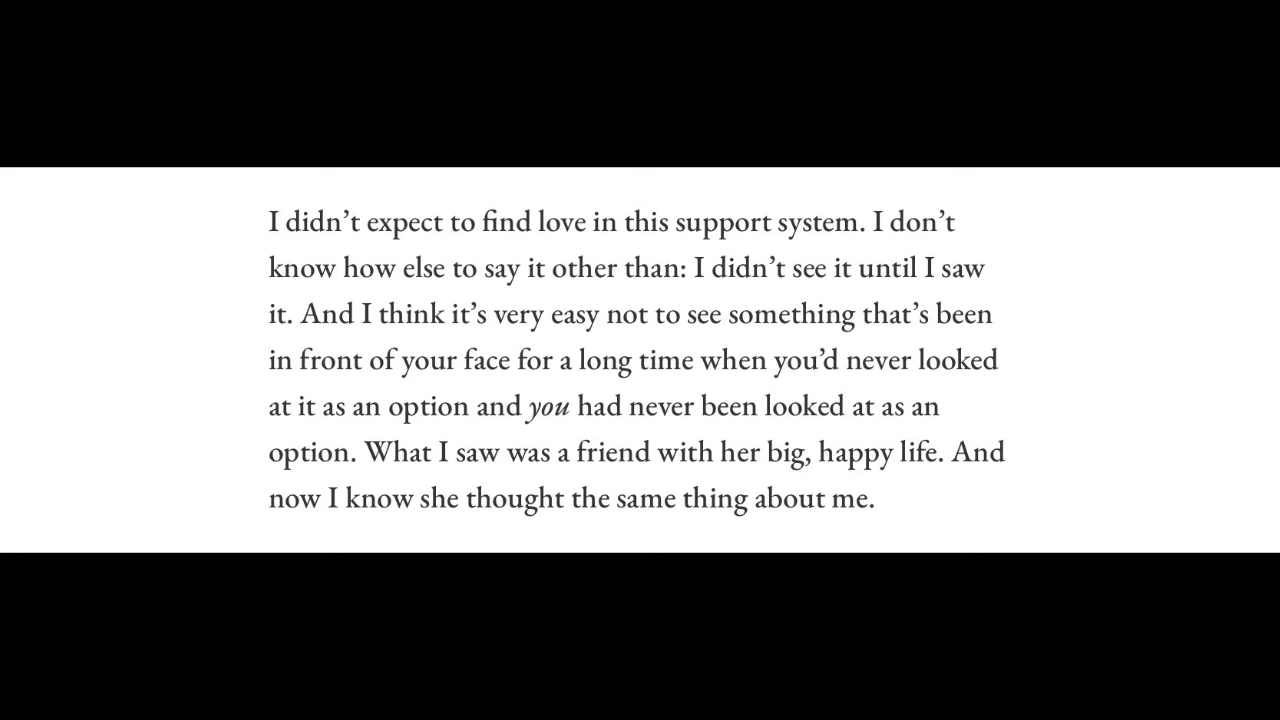 I didn’t expect to find love in this support system. I don’t
know how else to say it other than: I didn’t see it until I saw
it. And I think it’s very easy not to see something that’s been
in front of your face for a long time when you’d never looked
at it as an option and you had never been looked at as an
option. What I saw was a friend with her big, happy life. And
now I know she thought the same thing about me.